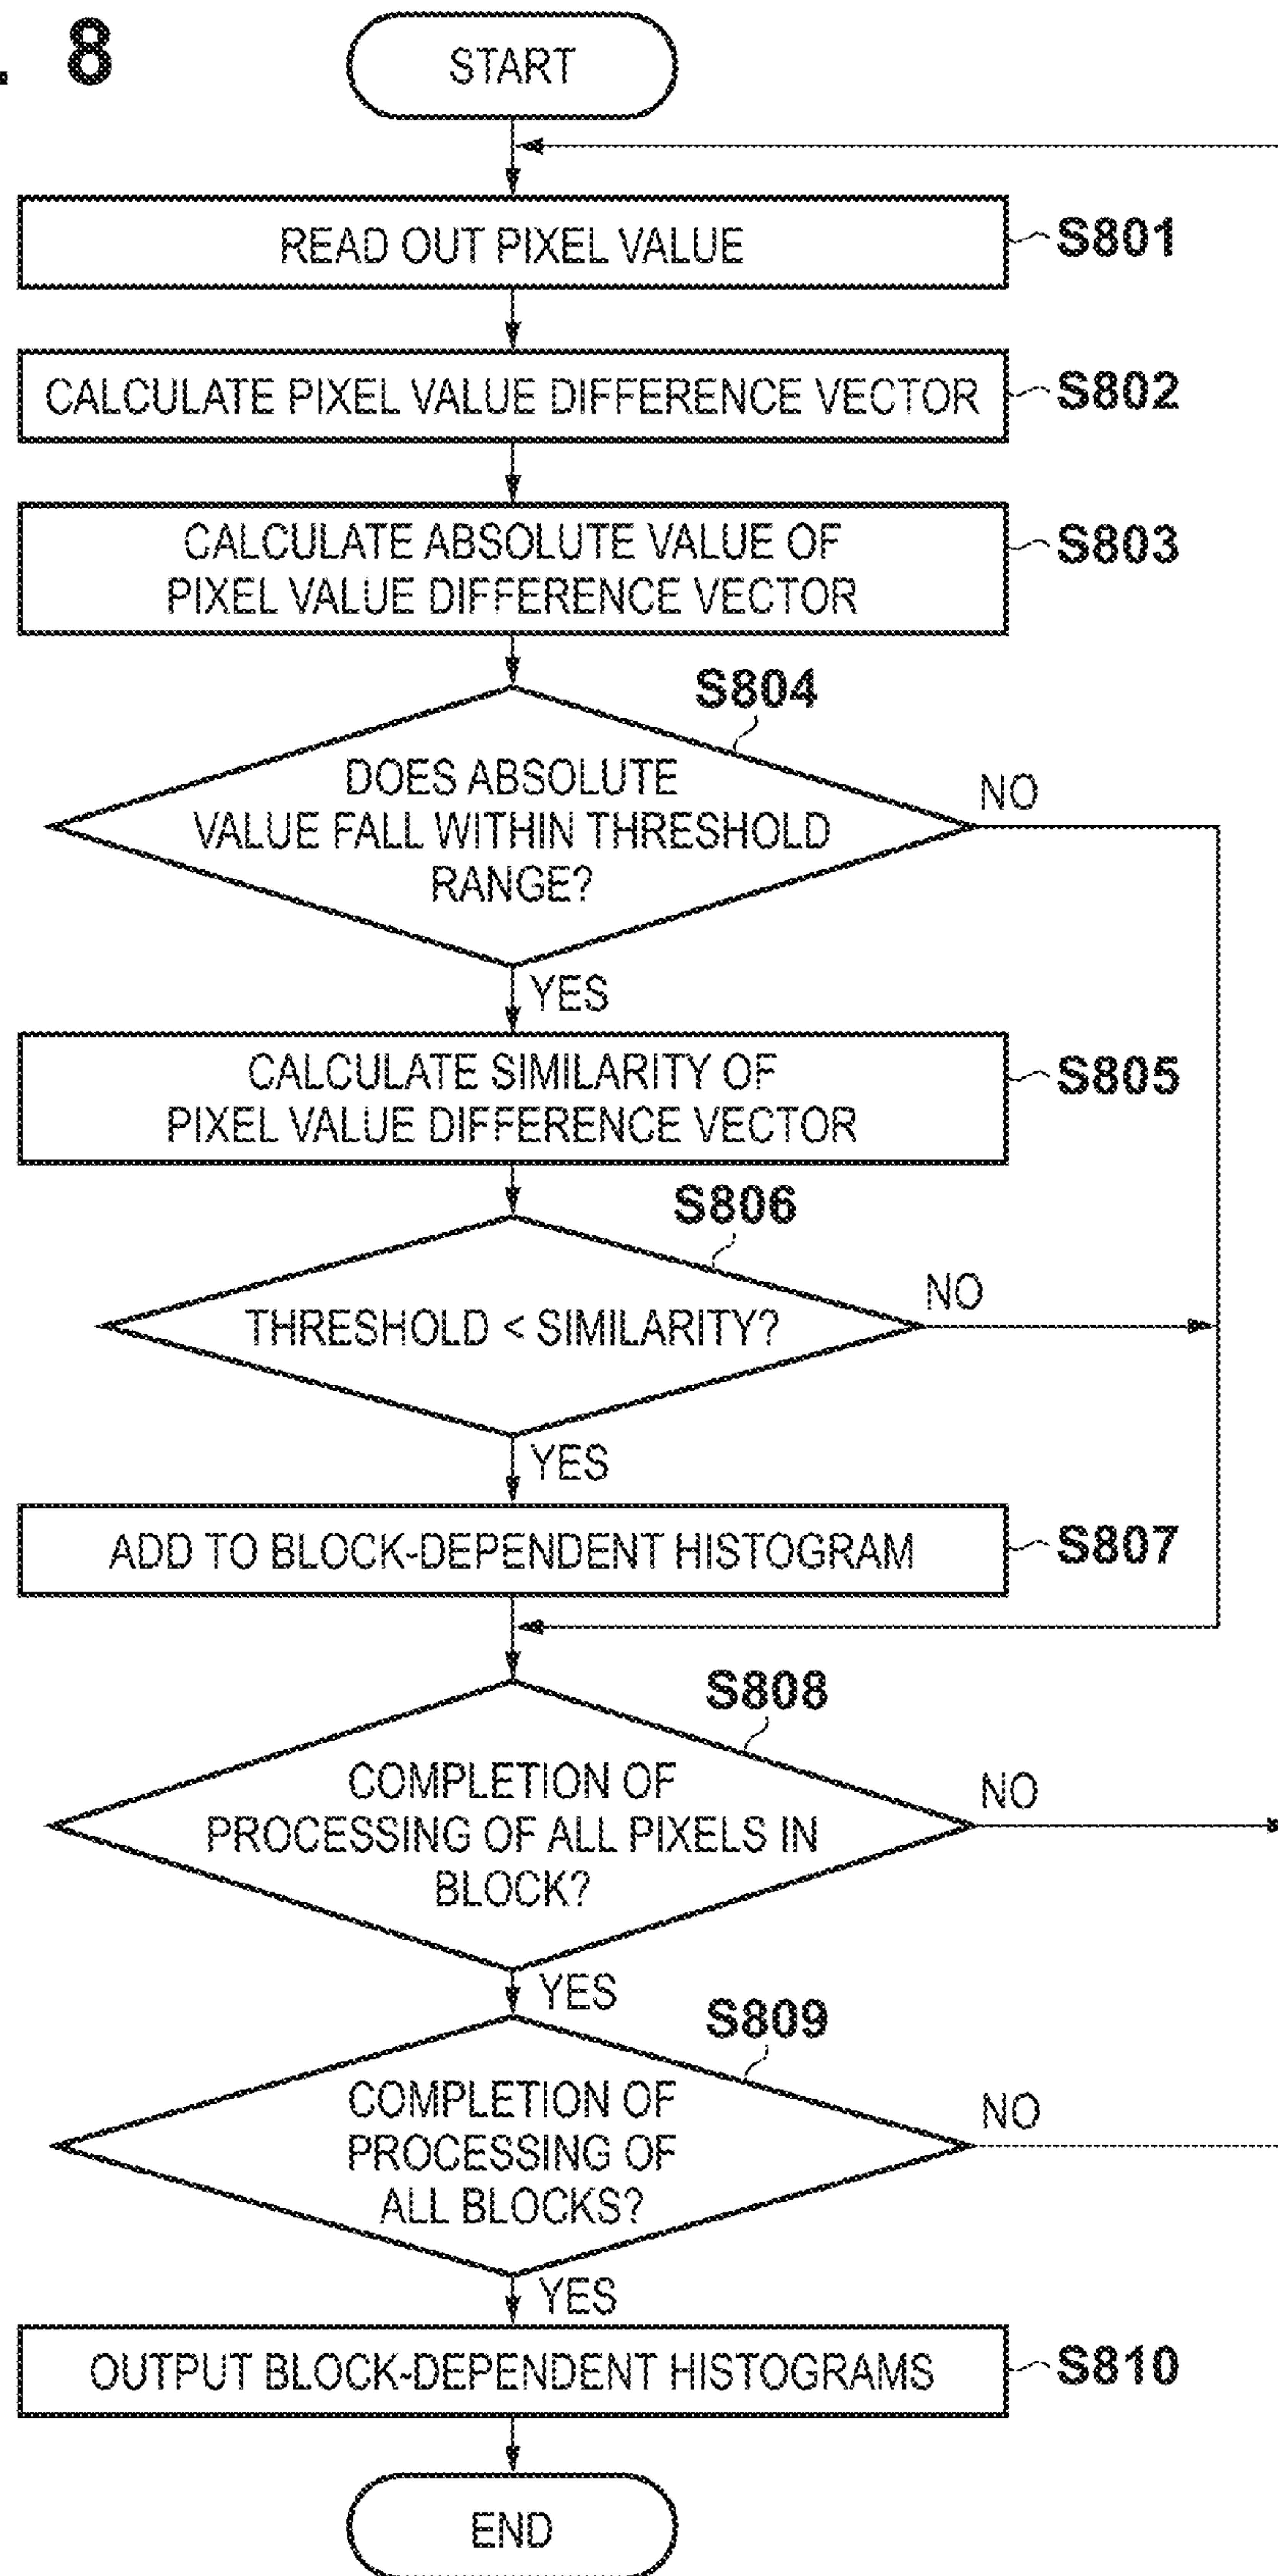 . 8
START
READ OUT PIXEL VALUE
S801
CALCULATE PIXEL VALUE DIFFERENCE VECTOR
S802
CALCULATE ABSOLUTE VALUE OF
PIXEL VALUE DIFFERENCE VECTOR
S803
S804
DOES ABSOLUTE
VALUE FALL WITHIN THRESHOLD
RANGE?
NO
YES
CALCULATE SIMILARITY OF
PIXEL VALUE DIFFERENCE VECTOR
S805
S806
THRESHOLD < SIMILARITY?
NO
YES
ADD TO BLOCK-DEPENDENT HISTOGRAM
S807
S808
COMPLETION OF
PROCESSING OF ALL PIXELS IN
BLOCK?
NO
YES
S809
COMPLETION OF
PROCESSING OF
ALL BLOCKS?
NO
YES
OUTPUT BLOCK-DEPENDENT HISTOGRAMS
S810
END